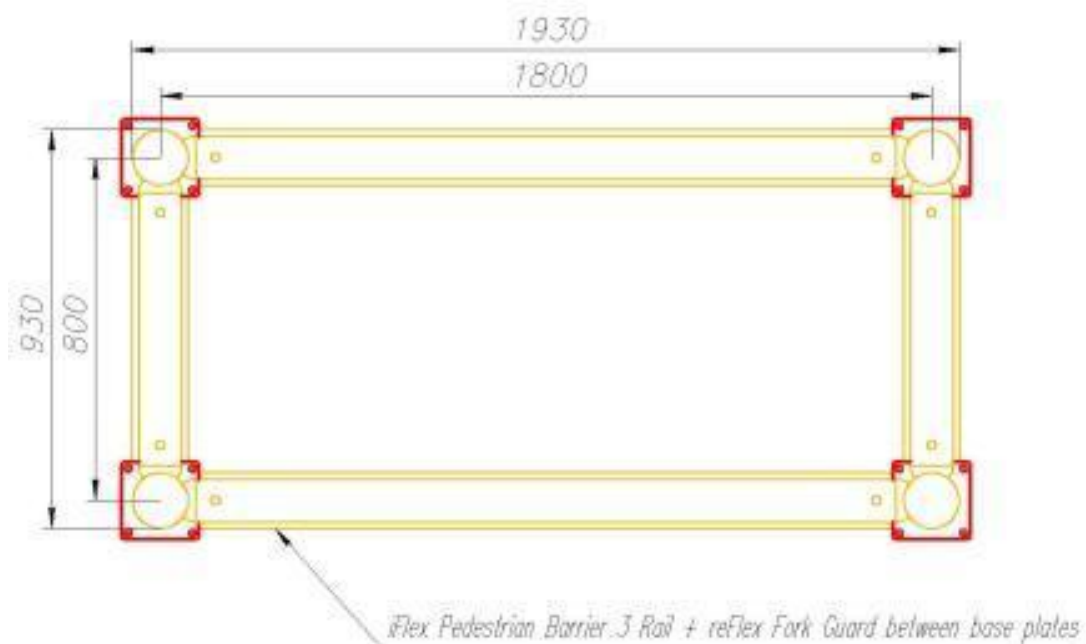 1930
1800
930
800
iFlex Pedestrian Barrier 3 Rail + reFlex Fork Guard between base plates